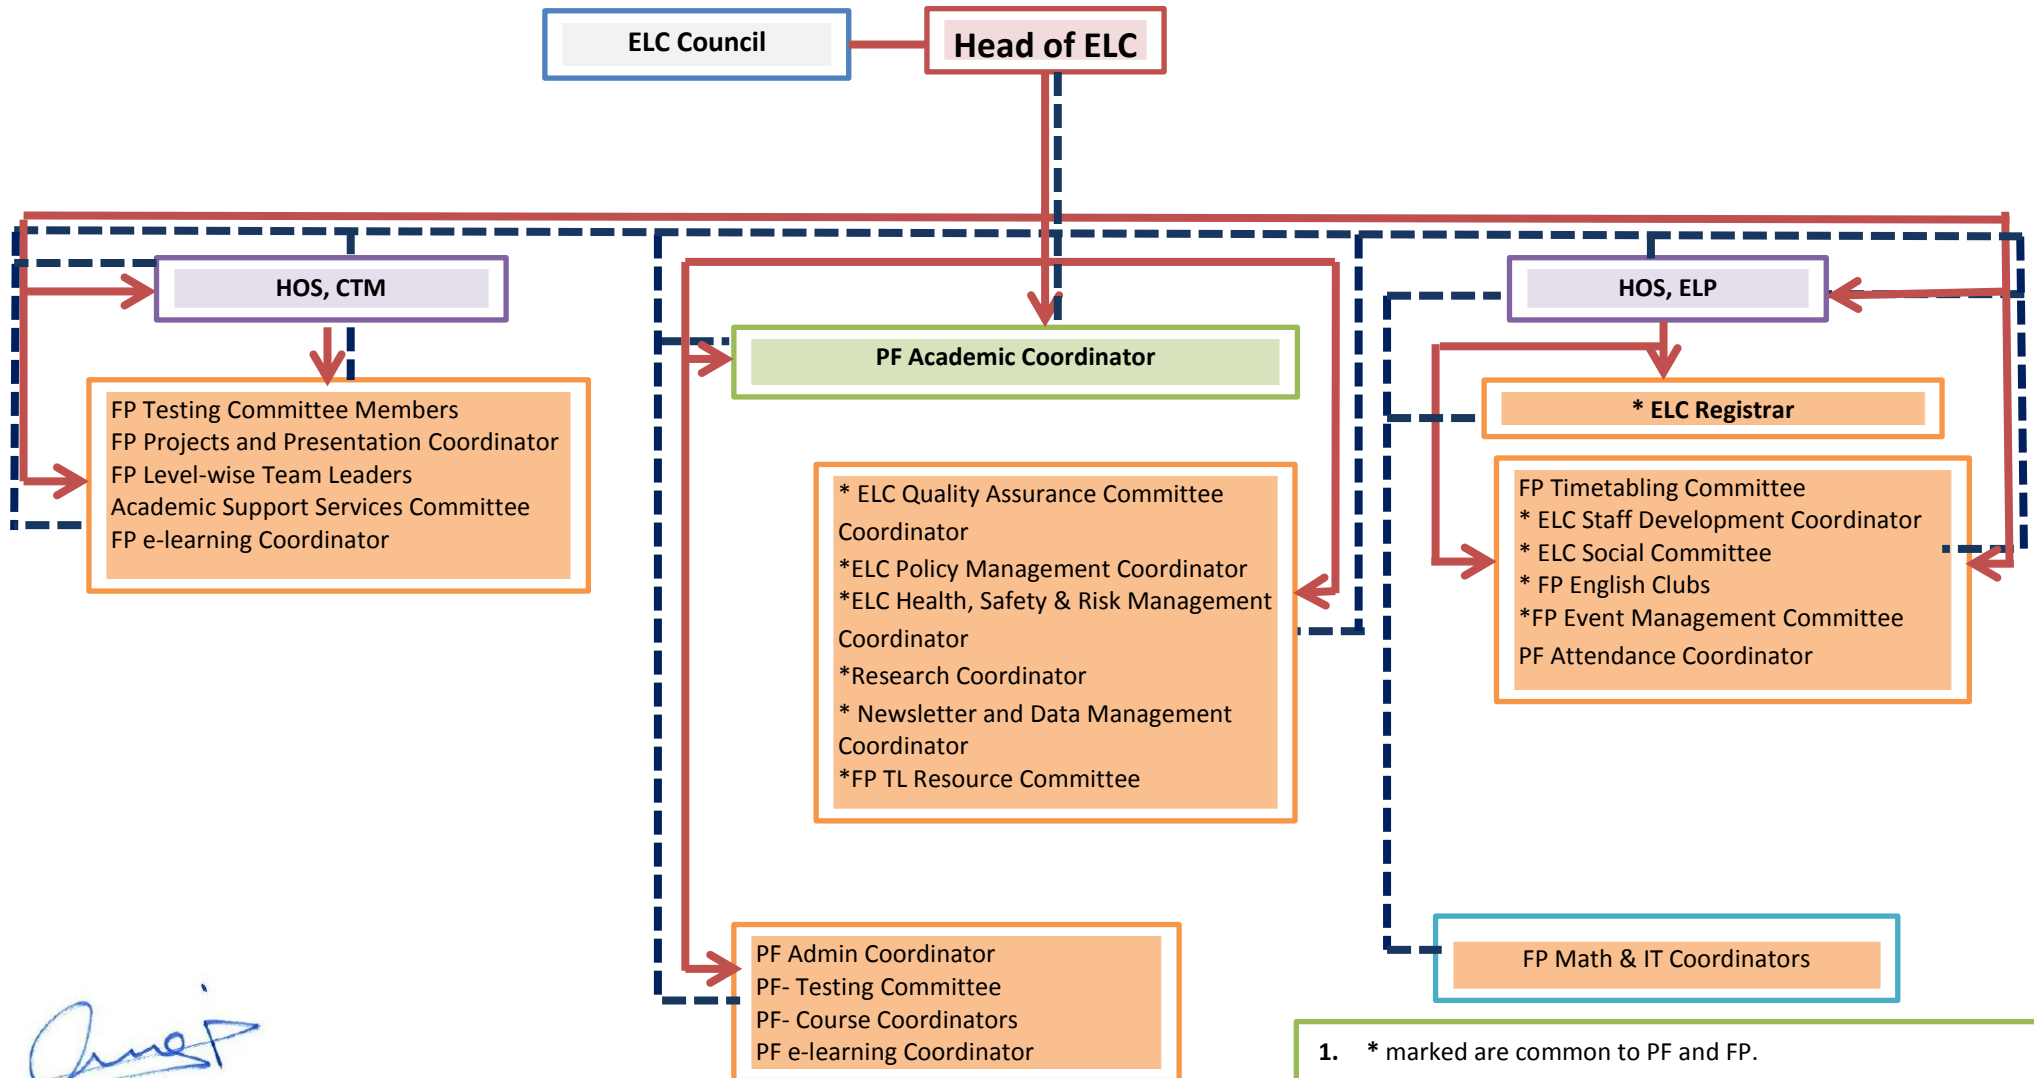 ELC Council
Head of ELC
HOS, CTM
HOS, ELP
PF Academic Coordinator
FP Testing Committee Members
FP Projects and Presentation Coordinator
FP Level-wise Team Leaders
Academic Support Services Committee
FP e-learning Coordinator
* ELC Quality Assurance Committee
Coordinator
*ELC Policy Management Coordinator
*ELC Health, Safety & Risk Management
Coordinator
*Research Coordinator
* Newsletter and Data Management
Coordinator
*FP TL Resource Committee
* ELC Registrar
FP Timetabling Committee
* ELC Staff Development Coordinator
* ELC Social Committee
* FP English Clubs
*FP Event Management Committee
PF Attendance Coordinator
PF Admin Coordinator
PF- Testing Committee
PF- Course Coordinators
PF e-learning Coordinator
FP Math & IT Coordinators
1. * marked are common to PF and FP.